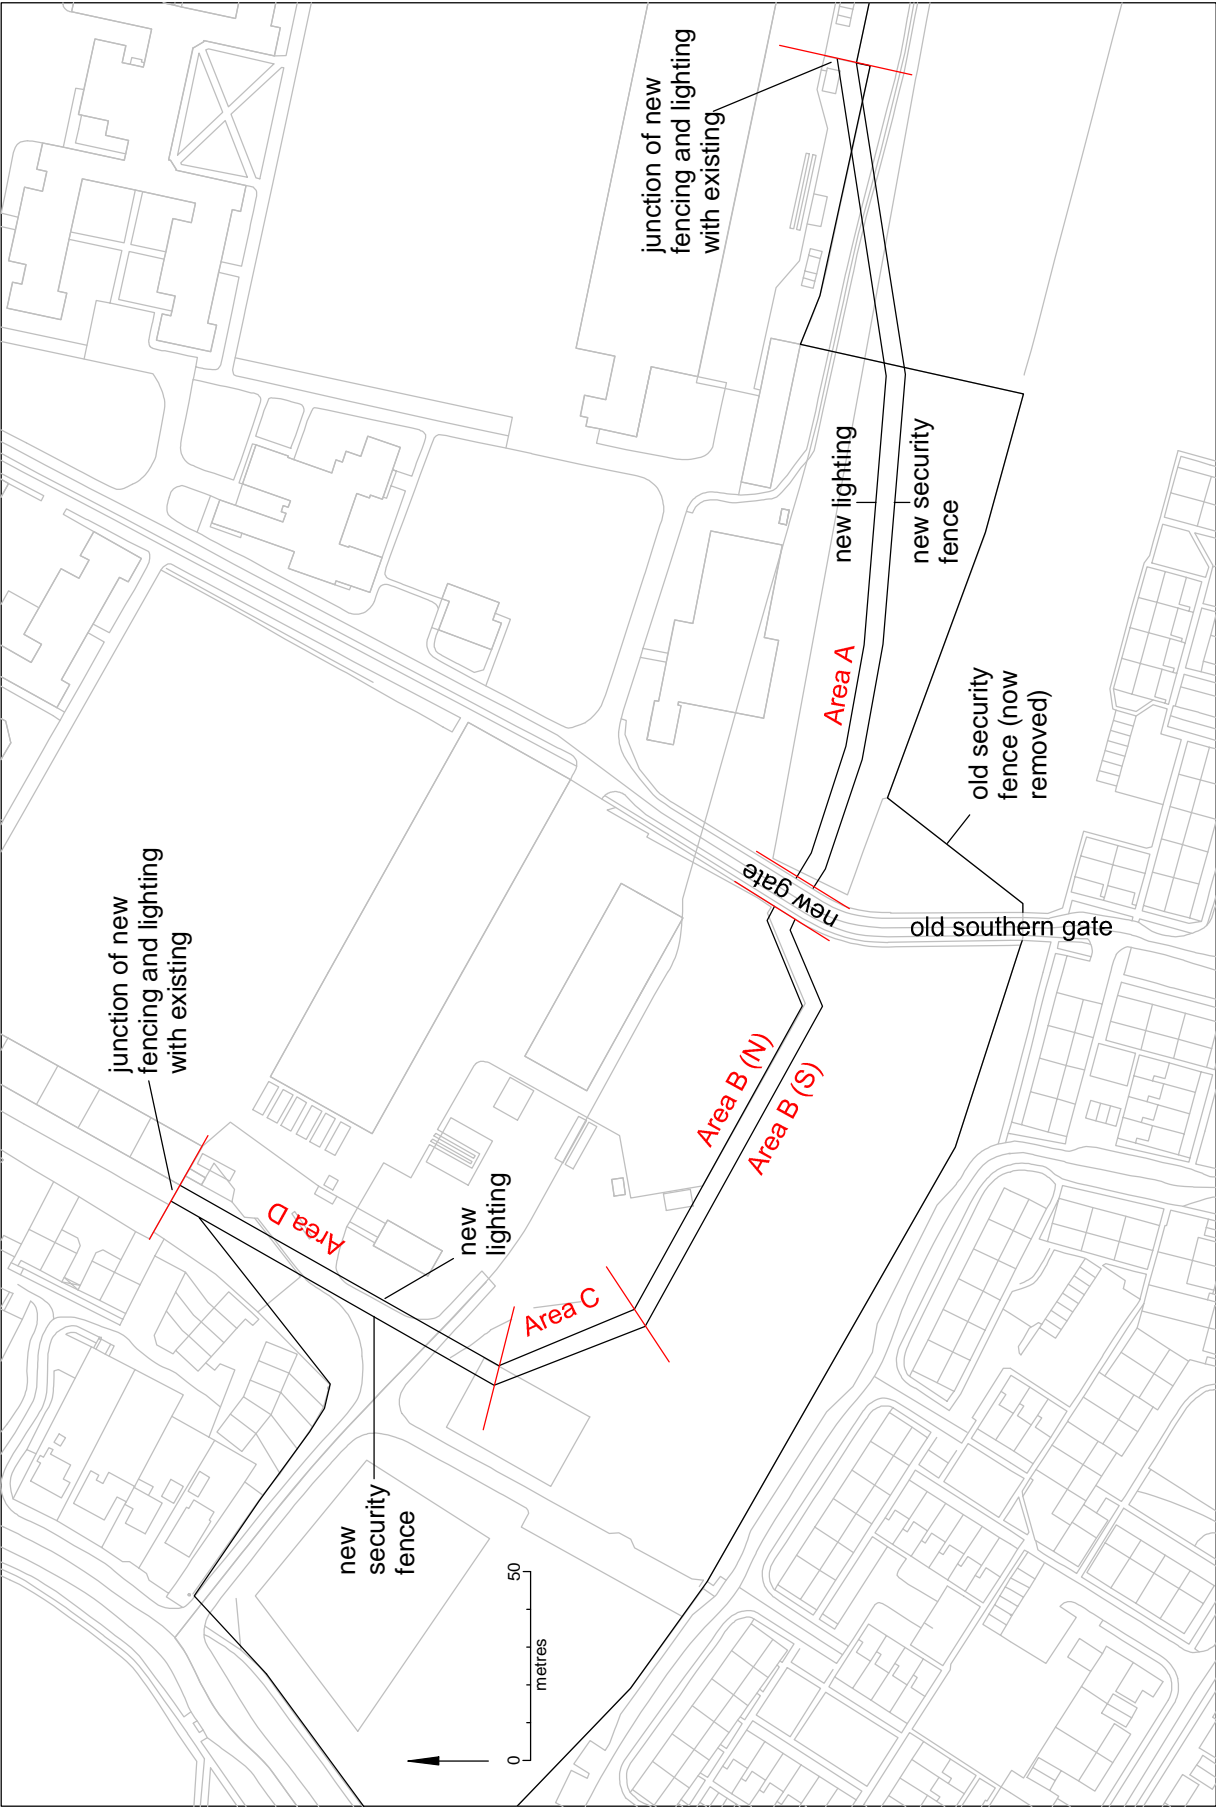 junction of new
fencing and lighting
with existing
junction of new
fencing and lighting
with existing
new lighting
new security
fence
Area A
old security
fence (now
removed)
new gate
old southern gate
Area B (N)
Area B (S)
Area D
new
lighting
Area C
new
security
fence
0
50
metres